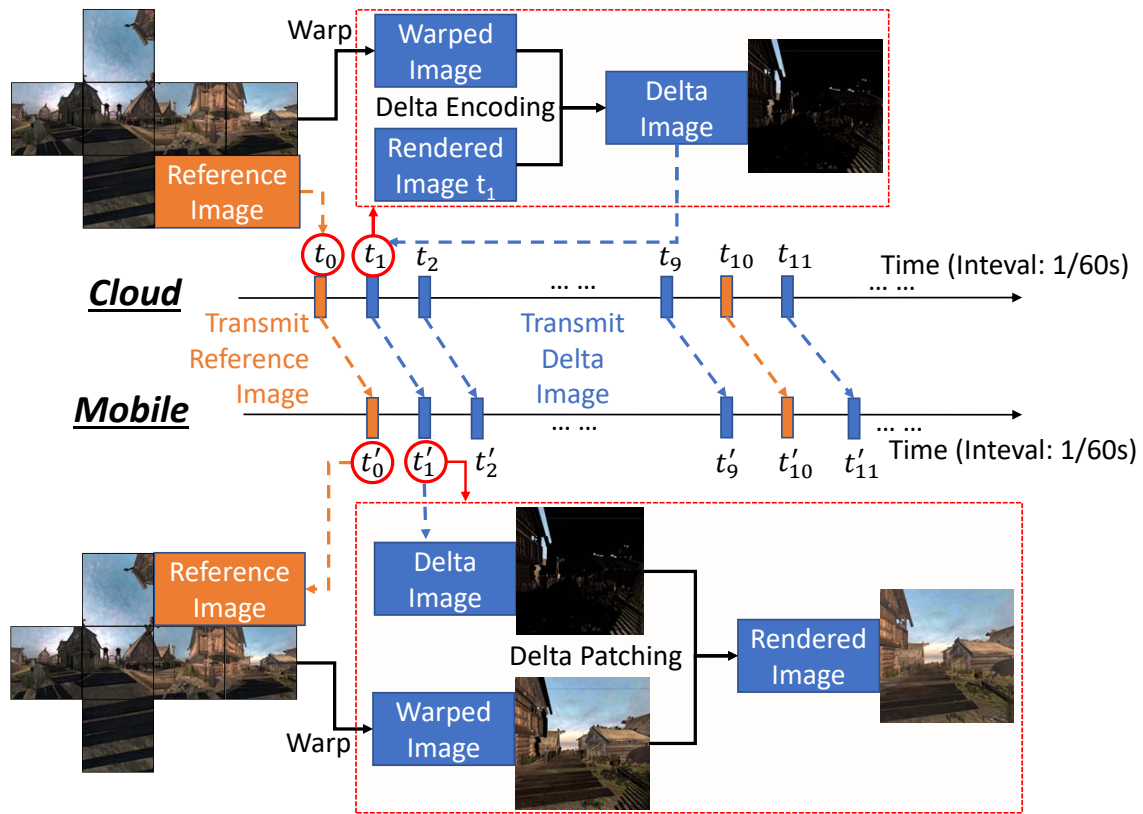 Warp
Warped
Image
Delta Encoding
Rendered
Image t₁
Delta
Image
Reference
Image
t₀ t₁ t₂ t₉ t₁₀ t₁₁
Time (Inteval: 1/60s)
Cloud
... ... ... ...
Transmit
Reference
Image
Transmit
Delta
Image
Mobile
... ... ... ...
Time (Inteval: 1/60s)
t′₀ t′₁ t′₂ t′₉ t′₁₀ t′₁₁
Reference
Image
Delta
Image
Delta Patching
Rendered
Image
Warp
Warped
Image